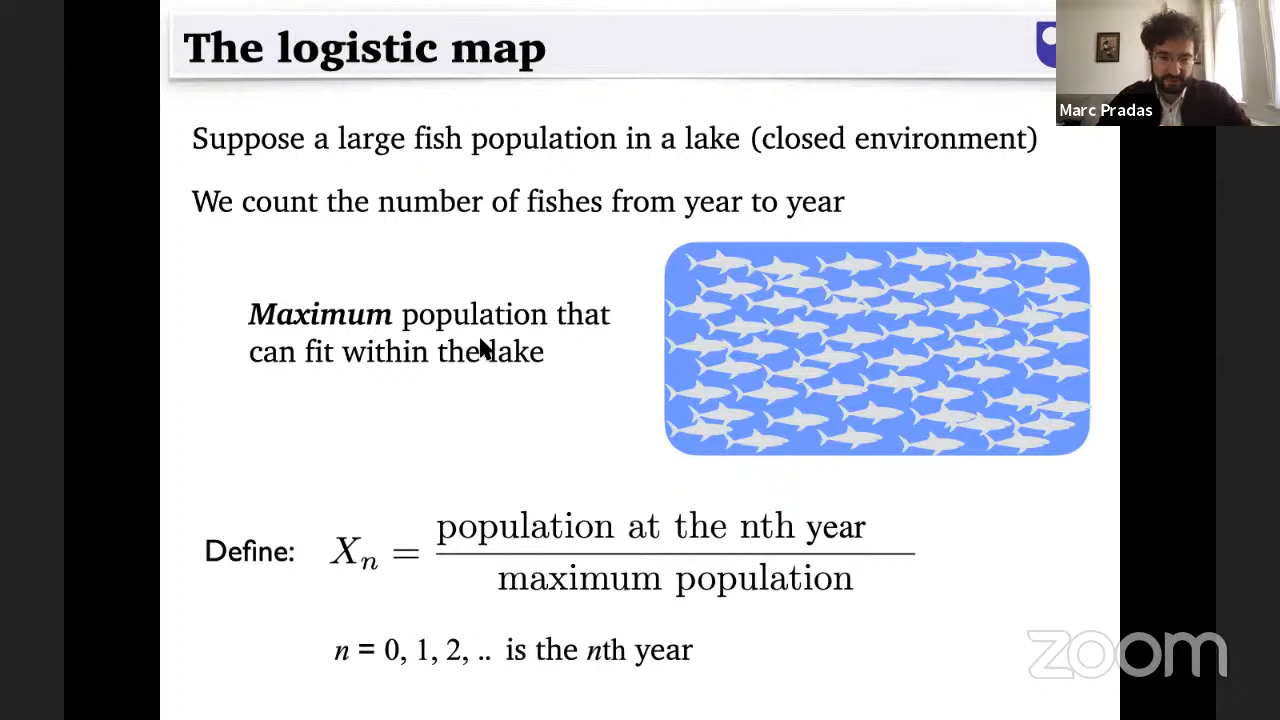 The logistic map
Marc Pradas
Suppose a large fish population in a lake (closed environment)
We count the number of fishes from year to year
Maximum population that
can fit within the lake
Define: X_n = population at the nth year / maximum population
n = 0, 1, 2, .. is the nth year
zoom